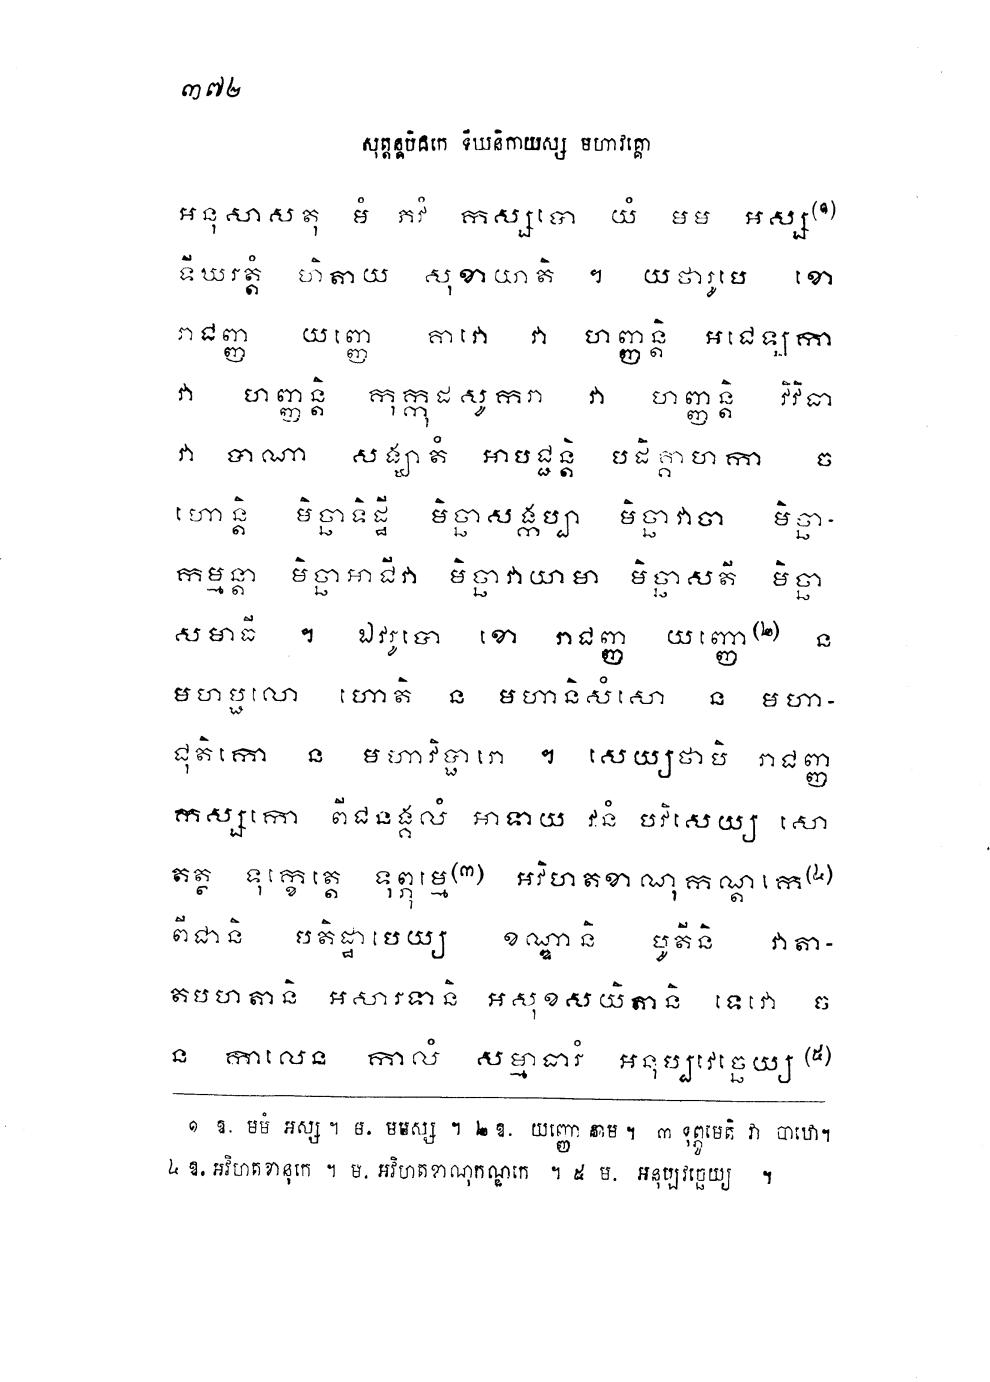 ៣៧២
សុត្តន្តបិដកេ ទីឃនិកាយស្ស មហាវគ្គោ
អនុសាសតុ មំ ភវំ កស្សបោ យំ មម អស្ស(១)
ទីឃរត្តំ ហិតាយ សុខាយាតិ ។ យថារូបេ ខោ
រាជញ្ញ យញ្ញេ គាវោ វា ហញ្ញន្តិ អជេឡកា
វា ហញ្ញន្តិ កុក្កុដសូករា វា ហញ្ញន្តិ វិវិធា
វា បាណា សង្ឃាតំ អាបជ្ជន្តិ បដិគ្គាហកា ច
ហោន្តិ មិច្ឆាទិដ្ឋី មិច្ឆាសង្កប្បា មិច្ឆាវាចា មិច្ឆា-
កម្មន្តា មិច្ឆាអាជីវា មិច្ឆាវាយាមា មិច្ឆាសតី មិច្ឆា
សមាធី ។ ឯវរូបោ ខោ រាជញ្ញ យញ្ញោ(២) ន
មហប្ផលោ ហោតិ ន មហានិសំសោ ន មហា-
ជុតិកោ ន មហាវិប្ផារោ ។ សេយ្យថាបិ រាជញ្ញ
កស្សកោ ពីជនង្គលំ អាទាយ វនំ បវិសេយ្យ សោ
តត្ថ ទុក្ខេត្តេ ទុព្ភុម្មេ(៣) អវិហតខាណុកណ្តកេ(៤)
ពីជានិ បតិដ្ឋាបេយ្យ ខណ្ឌានិ បូតីនិ វាតា-
តបហតានិ អសារទានិ អសុខសយិតានិ ទេវោ ច
ន កាលេន កាលំ សម្មាធារំ អនុប្បវេច្ឆេយ្យ (៥)
១ ឱ. មមំ អស្ស ។ ម. មមស្ស ។ ២ ឱ. យញ្ញោ នាម ។ ៣ ទុព្ភូមេតិ វា បាឋោ ។
៤ ឱ. អវិហតខានុកេ ។ ម. អវិហតខាណុកណ្ដកេ ។ ៥ ម. អនុប្បវច្ឆេយ្យ ។